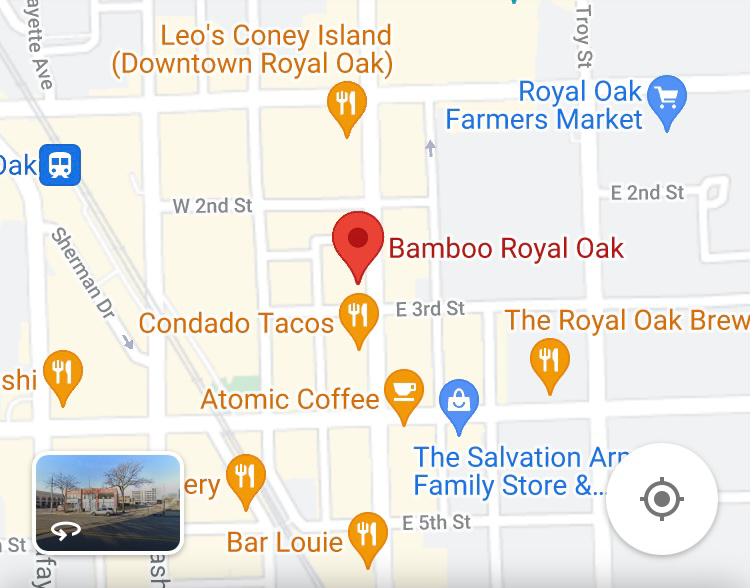 ayette Ave
Leo's Coney Island
(Downtown Royal Oak)
Troy St
Royal Oak
Farmers Market
Oak
W 2nd St
E 2nd St
Sherman Dr
Bamboo Royal Oak
E 3rd St
Condado Tacos
The Royal Oak Brew
shi
Atomic Coffee
The Salvation Arm
Family Store &...
ery
E 5th St
Bar Louie
h St
afay
ash